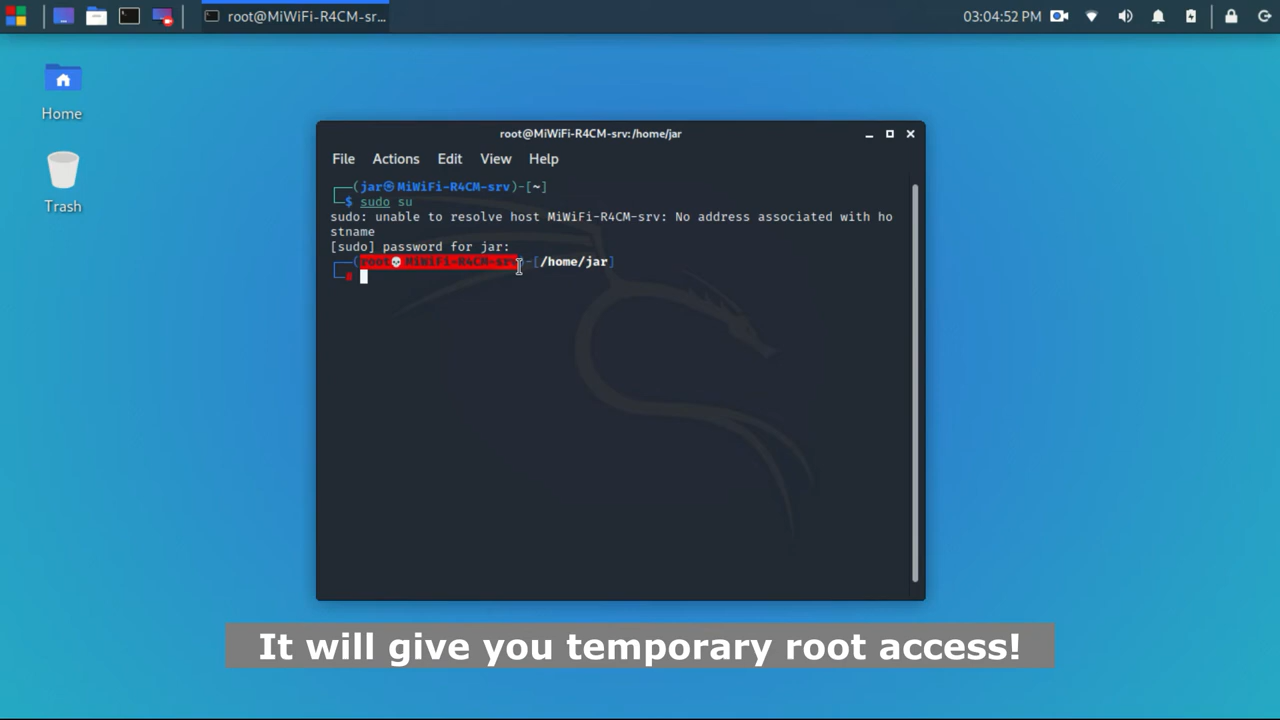 root@MiWiFi-R4CM-sr...
03:04:52 PM
Home
Trash
root@MiWiFi-R4CM-srv:/home/jar
File Actions Edit View Help
┌──(jar㉿MiWiFi-R4CM-srv)-[~]
└─$ sudo su
sudo: unable to resolve host MiWiFi-R4CM-srv: No address associated with ho
stname
[sudo] password for jar:
┌──(root💀MiWiFi-R4CM-srv)-[/home/jar]
└─#
It will give you temporary root access!